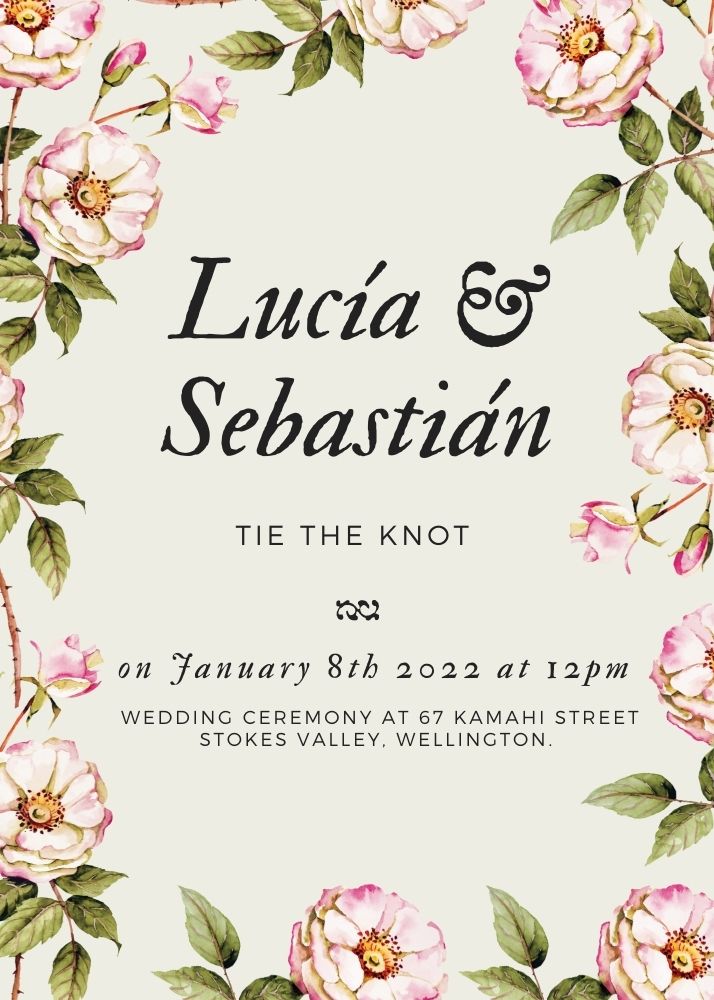 Lucía &
Sebastián
TIE THE KNOT
on January 8th 2022 at 12pm
WEDDING CEREMONY AT 67 KAMAHI STREET
STOKES VALLEY, WELLINGTON.